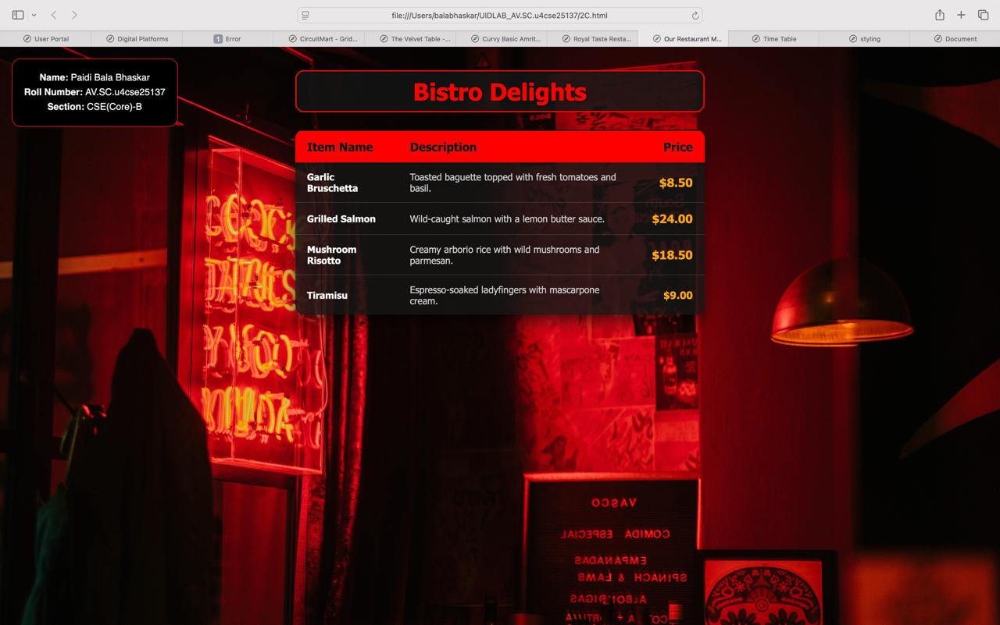 file:///Users/balabhaskar/UIDLAB_AV.SC.u4cse25137/2C.html
User Portal
Digital Platforms
1 Error
CircuitMart - Grid...
The Velvet Table -...
Curvy Basic Amrit...
Royal Taste Resta...
Our Restaurant M...
Time Table
styling
Document
Name: Paidi Bala Bhaskar
Roll Number: AV.SC.u4cse25137
Section: CSE(Core)-B
Bistro Delights
Item Name Description Price
Garlic Bruschetta
Toasted baguette topped with fresh tomatoes and
basil.
$8.50
Grilled Salmon Wild-caught salmon with a lemon butter sauce. $24.00
Mushroom Risotto
Creamy arborio rice with wild mushrooms and
parmesan.
$18.50
Tiramisu
Espresso-soaked ladyfingers with mascarpone
cream.
$9.00
VASCO
COMIDA ESPECIAL
EMPANADAS
SPINACH & LAMB
ALBONDIGAS